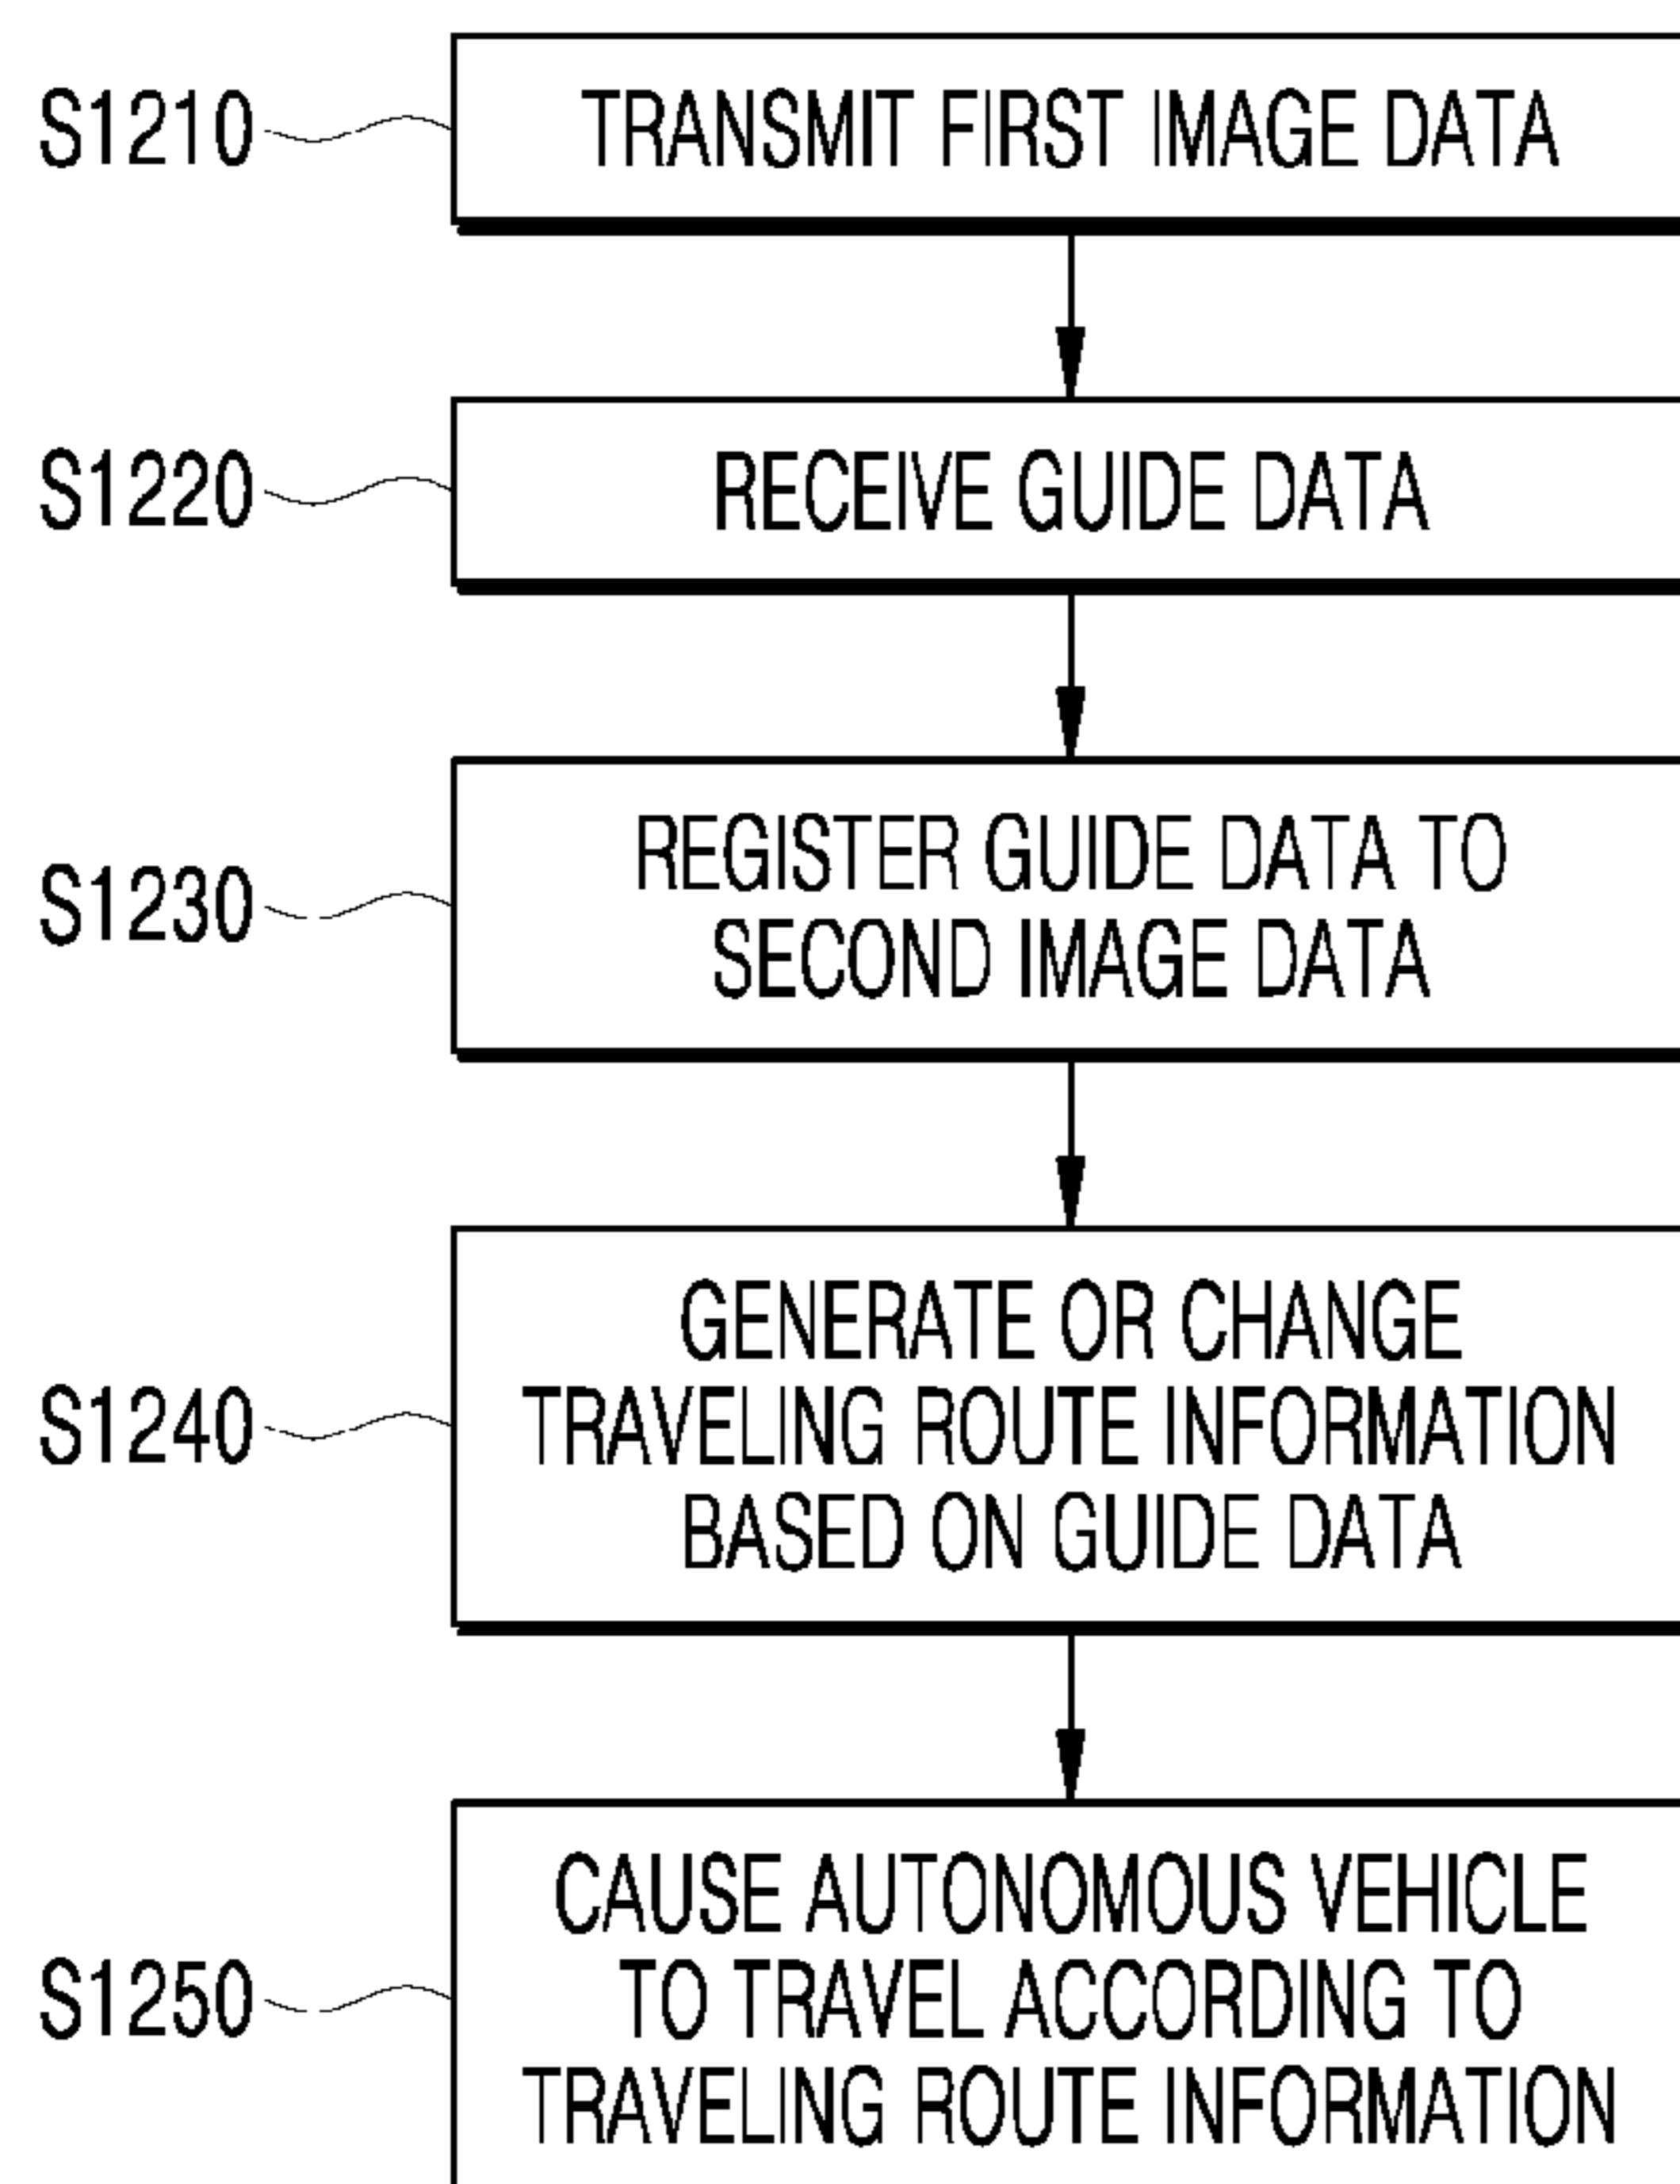 S1210
TRANSMIT FIRST IMAGE DATA
S1220
RECEIVE GUIDE DATA
S1230
REGISTER GUIDE DATA TO
SECOND IMAGE DATA
S1240
GENERATE OR CHANGE
TRAVELING ROUTE INFORMATION
BASED ON GUIDE DATA
S1250
CAUSE AUTONOMOUS VEHICLE
TO TRAVEL ACCORDING TO
TRAVELING ROUTE INFORMATION